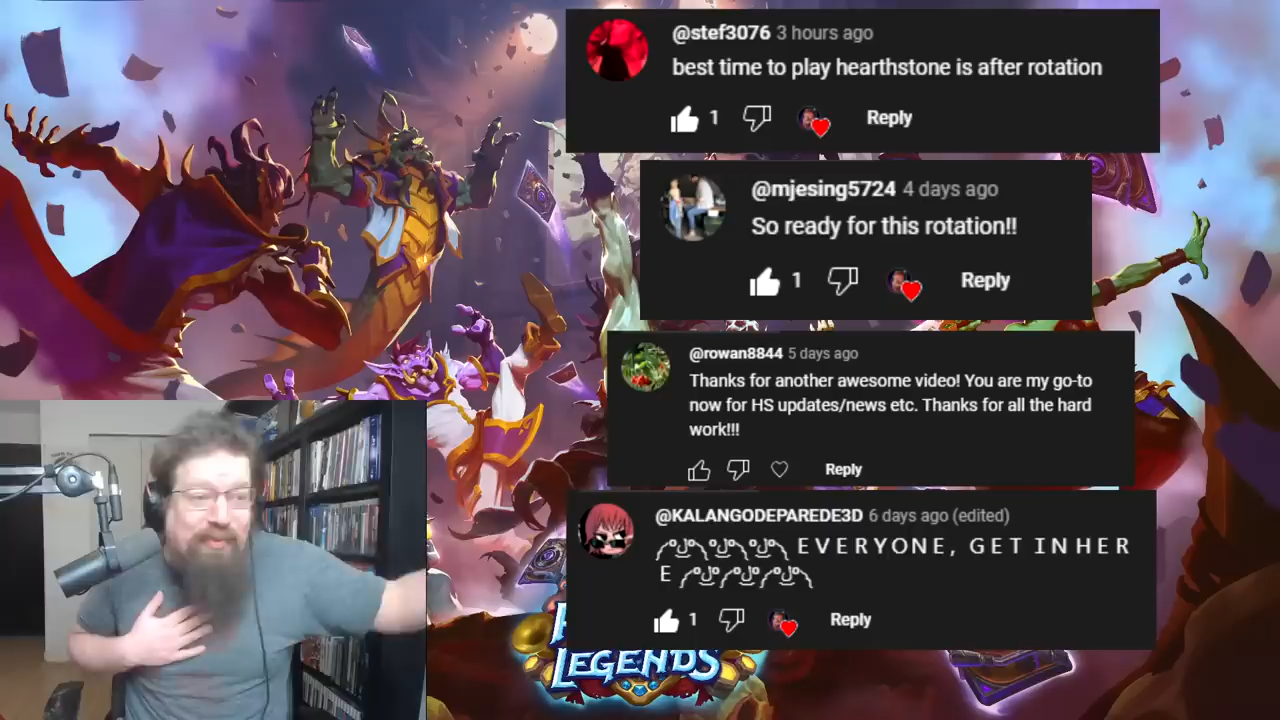 @stef3076 3 hours ago
best time to play hearthstone is after rotation
1 Reply
@mjesing5724 4 days ago
So ready for this rotation!!
1 Reply
@rowan8844 5 days ago
Thanks for another awesome video! You are my go-to
now for HS updates/news etc. Thanks for all the hard
work!!!
Reply
@KALANGODEPAREDE3D 6 days ago (edited)
༼ つ ◕_◕ ༽つ E V E R Y O N E , G E T I N H E R
E
1 Reply
LEGENDS